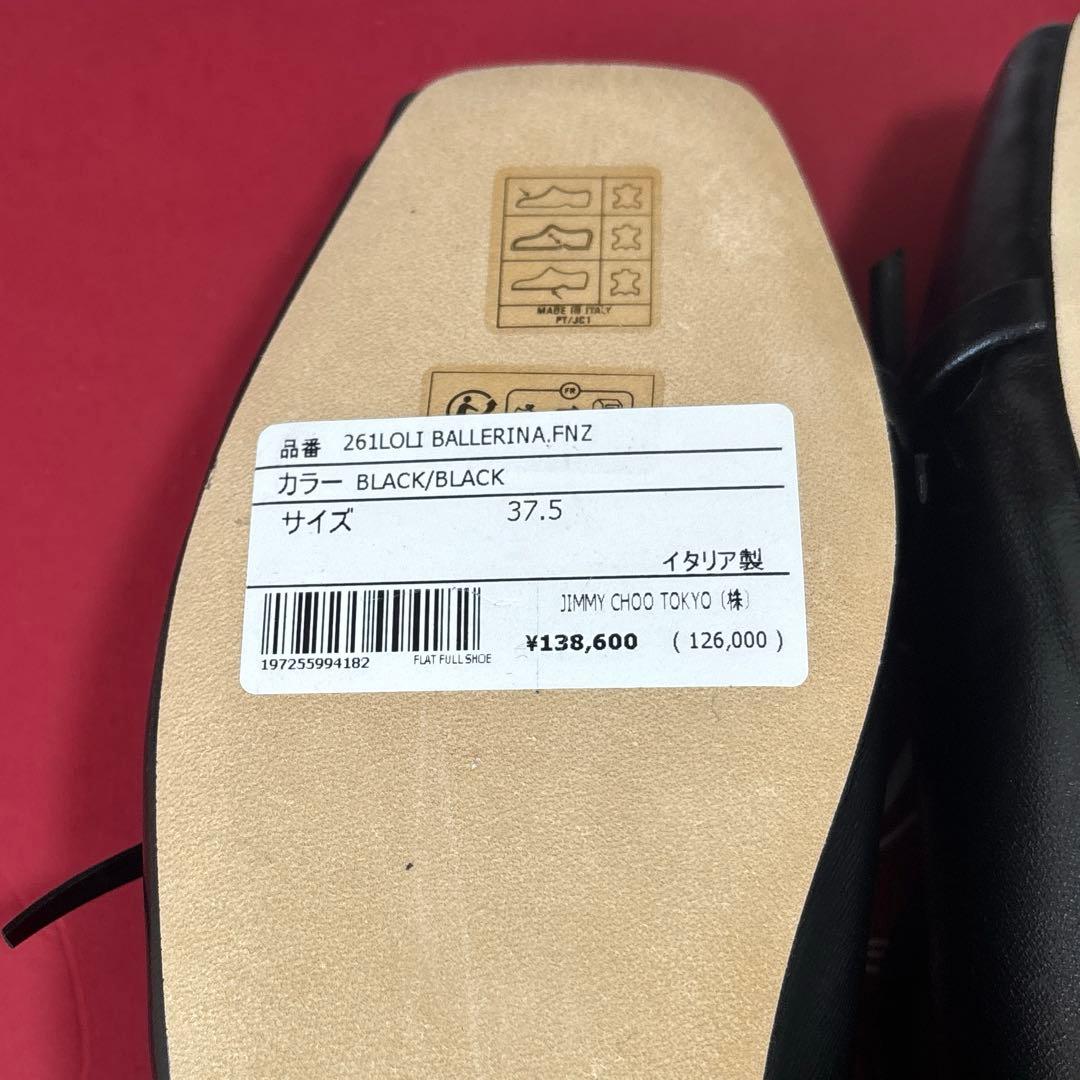 MADE IN ITALY
PT/JC1
FR
品番 261LOLI BALLERINA.FNZ
カラー BLACK/BLACK
サイズ 37.5
イタリア製
JIMMY CHOO TOKYO (株)
¥138,600 ( 126,000 )
197255994182 FLAT FULL SHOE